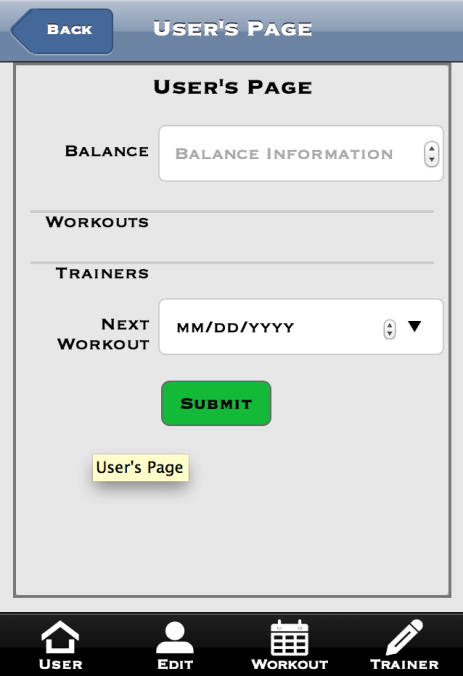 Back
User's Page
User's Page
Balance
Balance Information
Workouts
Trainers
Next
Workout
mm/dd/yyyy
Submit
User's Page
User
Edit
Workout
Trainer